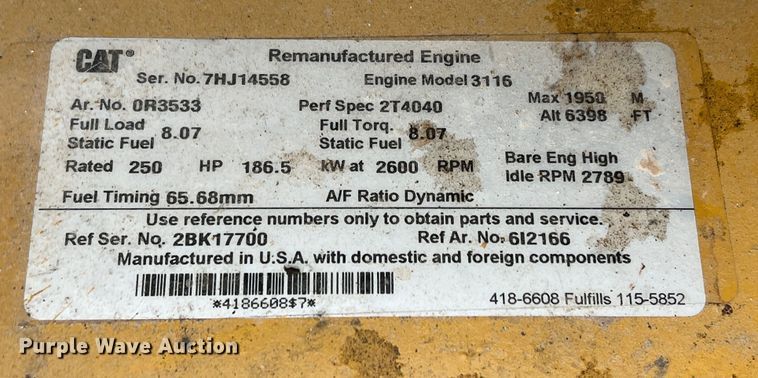 CAT® Remanufactured Engine
Ser. No. 7HJ14558 Engine Model 3116
Ar. No. 0R3533 Perf Spec 2T4040 Max 1950 M
Alt 6398 FT
Full Load 8.07 Full Torq. 8.07
Static Fuel Static Fuel
Rated 250 HP 186.5 kW at 2600 RPM Bare Eng High
Idle RPM 2789
Fuel Timing 65.68mm A/F Ratio Dynamic
Use reference numbers only to obtain parts and service.
Ref Ser. No. 2BK17700 Ref Ar. No. 6I2166
Manufactured in U.S.A. with domestic and foreign components
*4186608$7*
418-6608 Fulfills 115-5852
Purple Wave Auction